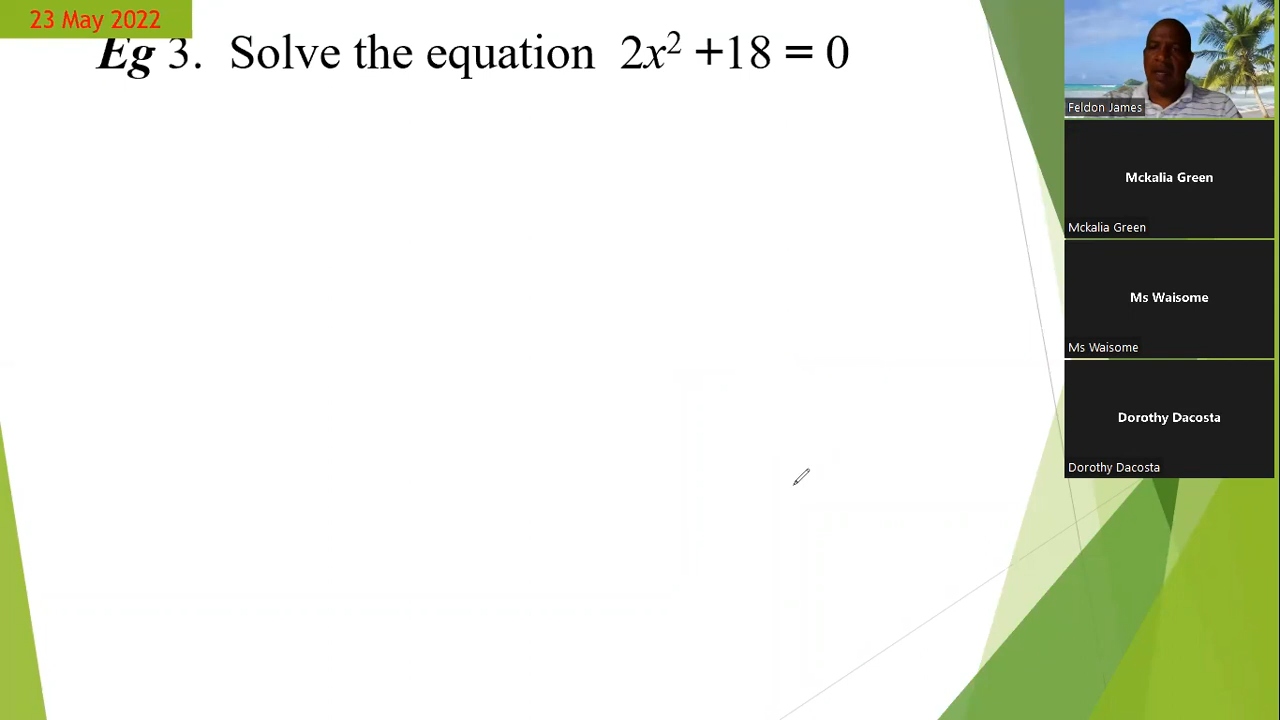 23 May 2022
Eg 3. Solve the equation 2x² +18 = 0
Feldon James
Mckalia Green
Mckalia Green
Ms Waisome
Ms Waisome
Dorothy Dacosta
Dorothy Dacosta